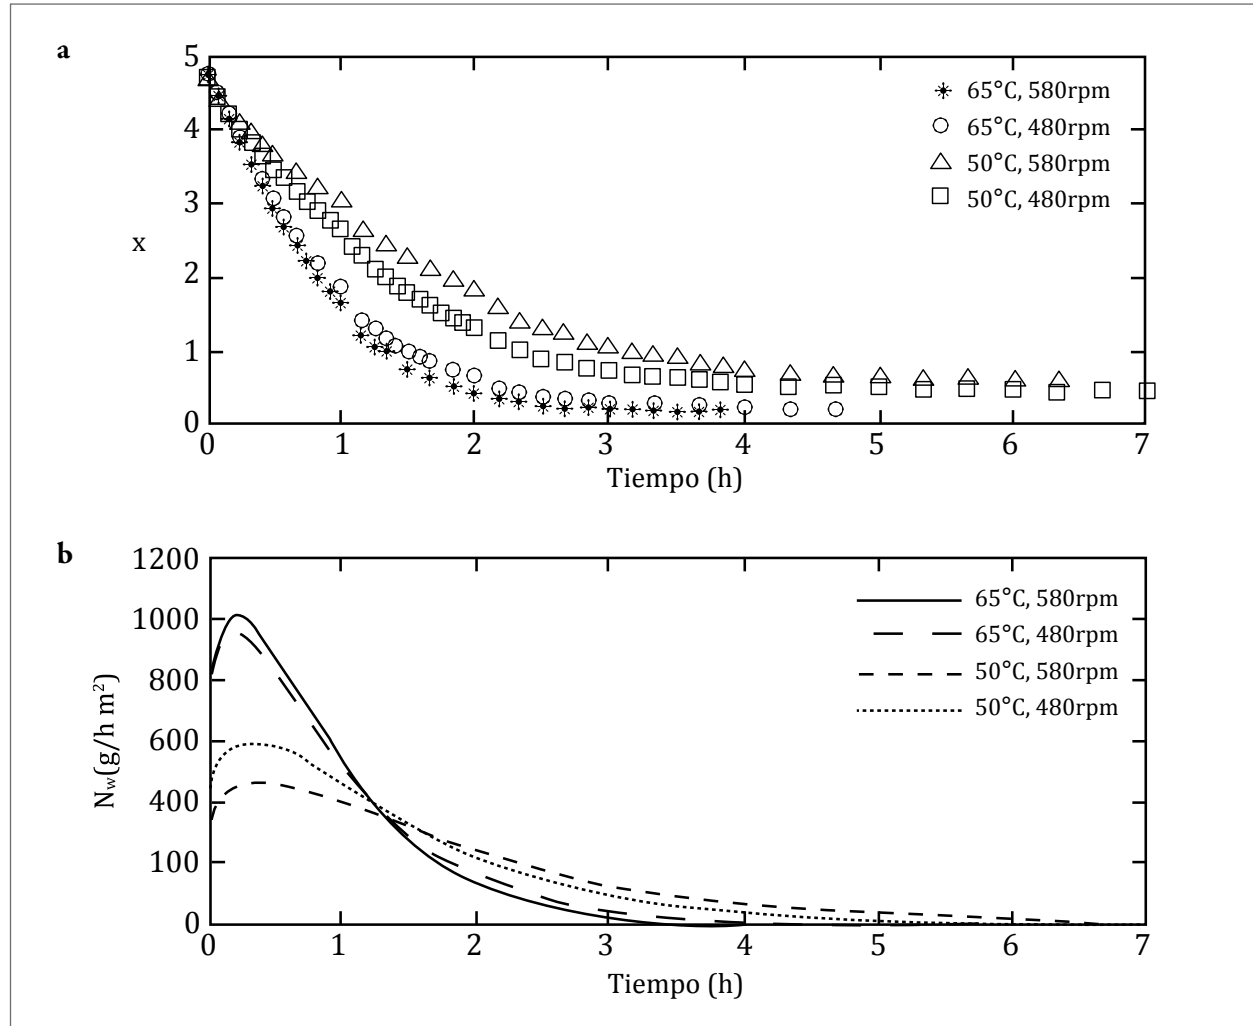 a
5
4
3
2
1
0
x
65°C, 580rpm
65°C, 480rpm
50°C, 580rpm
50°C, 480rpm
0 1 2 3 4 5 6 7
Tiempo (h)
b
1200
1000
800
600
400
100
0
N_w(g/h m²)
65°C, 580rpm
65°C, 480rpm
50°C, 580rpm
50°C, 480rpm
0 1 2 3 4 5 6 7
Tiempo (h)